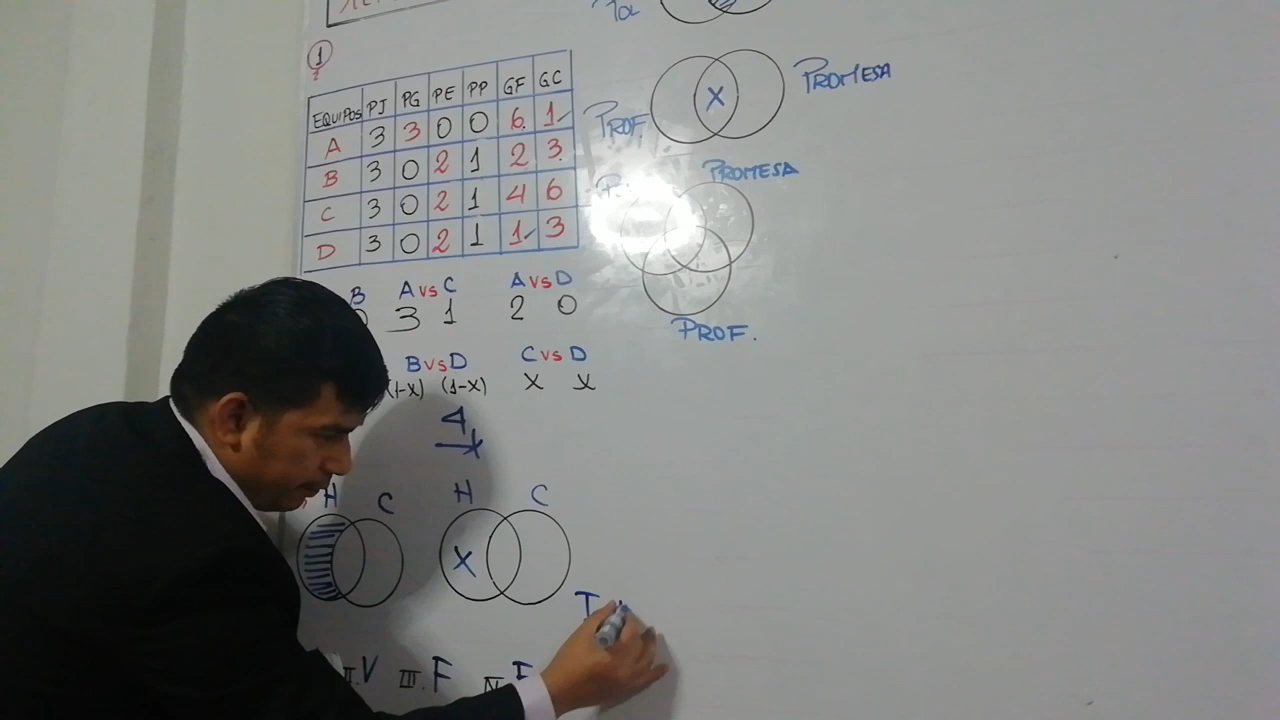 1
EQUIPOS PJ PG PE PP GF GC
A 3 3 0 0 6 1
B 3 0 2 1 2 3
C 3 0 2 1 4 6
D 3 0 2 1 1 3
B A vs C A vs D
3 1 2 0
B vs D C vs D
(1-X) (1-X) X X
H C H C
X
II. V III. F IV.
PROMESA
X
PROF.
PROMESA
PROF.